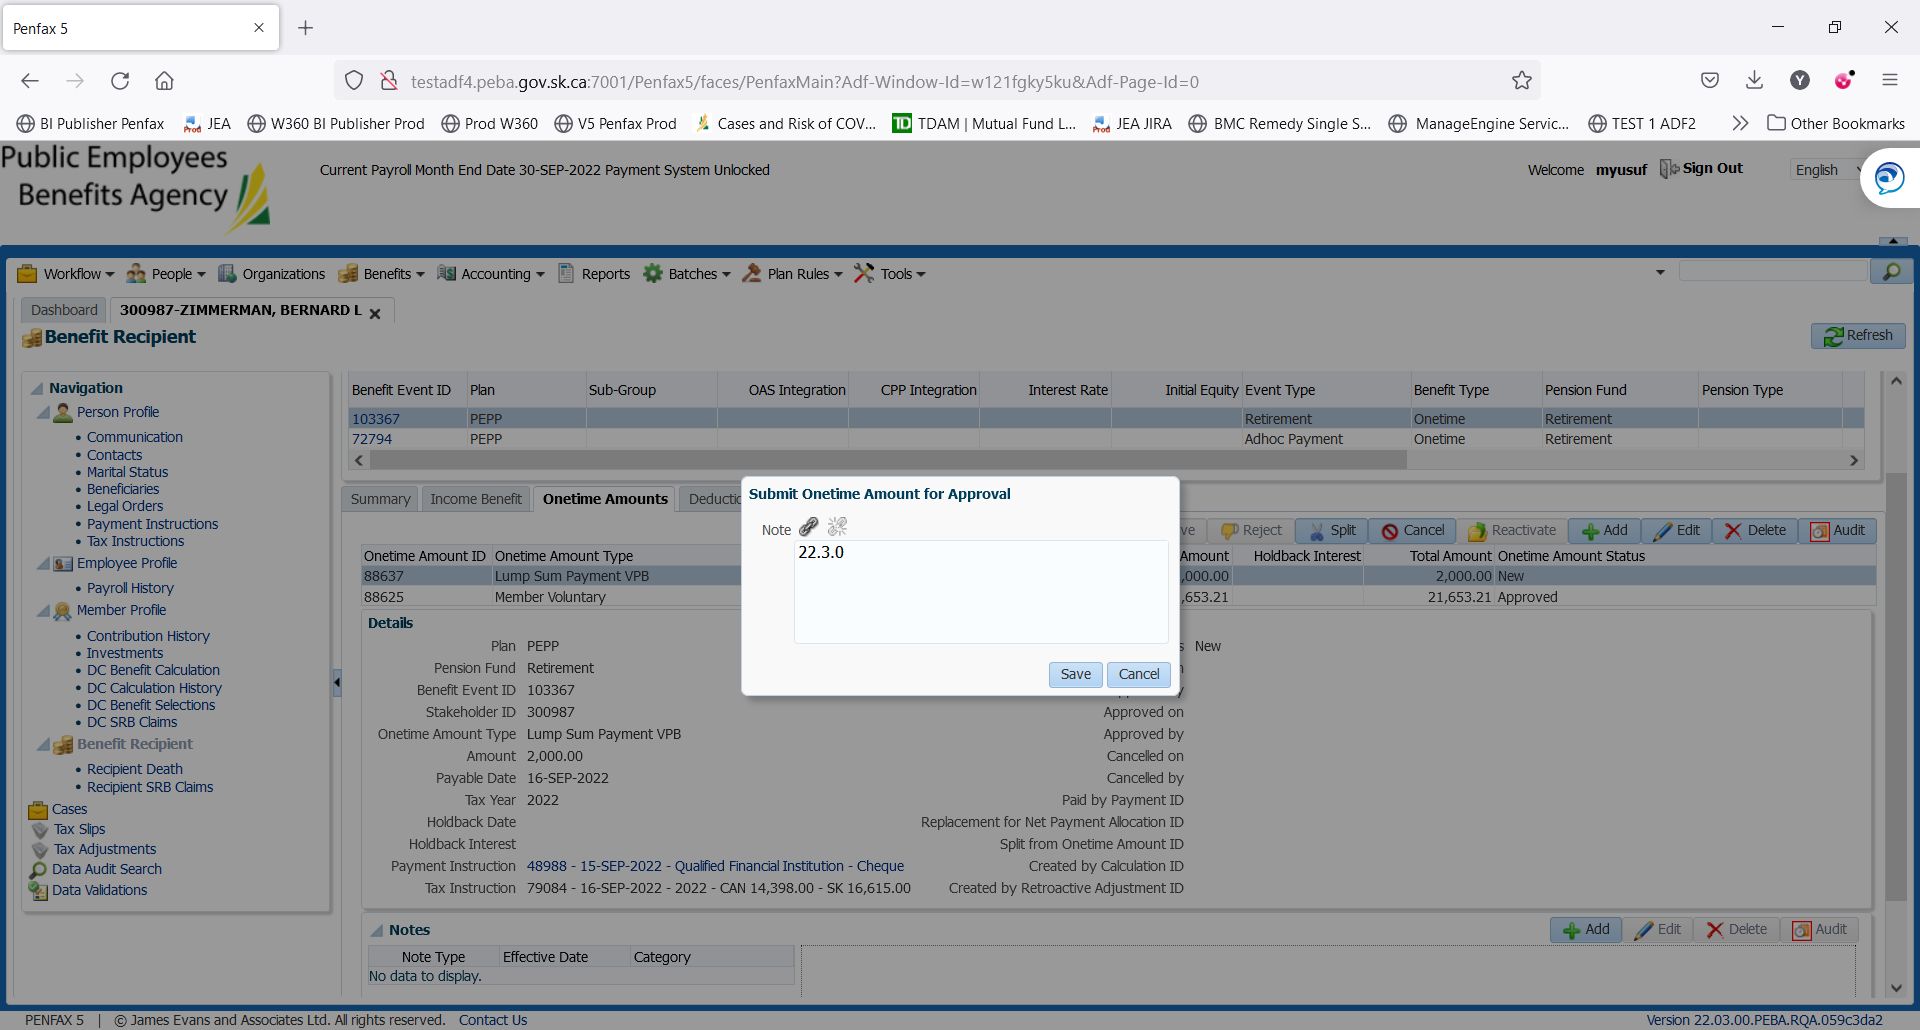 Penfax 5
testadf4.peba.gov.sk.ca:7001/Penfax5/faces/PenfaxMain?Adf-Window-Id=w121fgky5ku&Adf-Page-Id=0
Y
BI Publisher Penfax JEA W360 BI Publisher Prod Prod W360 V5 Penfax Prod Cases and Risk of COV... TD TDAM | Mutual Fund L... JEA JIRA BMC Remedy Single S... ManageEngine Servic... TEST 1 ADF2 Other Bookmarks
Public Employees
Benefits Agency
Current Payroll Month End Date 30-SEP-2022 Payment System Unlocked
Welcome myusuf Sign Out English
Workflow People Organizations Benefits Accounting Reports Batches Plan Rules Tools
Dashboard 300987-ZIMMERMAN, BERNARD L
Benefit Recipient
Refresh
Navigation
Person Profile
Communication
Contacts
Marital Status
Beneficiaries
Legal Orders
Payment Instructions
Tax Instructions
Employee Profile
Payroll History
Member Profile
Contribution History
Investments
DC Benefit Calculation
DC Calculation History
DC Benefit Selections
DC SRB Claims
Benefit Recipient
Recipient Death
Recipient SRB Claims
Cases
Tax Slips
Tax Adjustments
Data Audit Search
Data Validations
Benefit Event ID Plan Sub-Group OAS Integration CPP Integration Interest Rate Initial Equity Event Type Benefit Type Pension Fund Pension Type
103367 PEPP Retirement Onetime Retirement
72794 PEPP Adhoc Payment Onetime Retirement
Summary Income Benefit Onetime Amounts Deductio
ve Reject Split Cancel Reactivate Add Edit Delete Audit
Onetime Amount ID Onetime Amount Type Amount Holdback Interest Total Amount Onetime Amount Status
88637 Lump Sum Payment VPB ,000.00 2,000.00 New
88625 Member Voluntary ,653.21 21,653.21 Approved
Submit Onetime Amount for Approval
Note
22.3.0
Save Cancel
Details
Plan PEPP
Pension Fund Retirement
Benefit Event ID 103367
Stakeholder ID 300987
Onetime Amount Type Lump Sum Payment VPB
Amount 2,000.00
Payable Date 16-SEP-2022
Tax Year 2022
Holdback Date
Holdback Interest
Payment Instruction 48988 - 15-SEP-2022 - Qualified Financial Institution - Cheque
Tax Instruction 79084 - 16-SEP-2022 - 2022 - CAN 14,398.00 - SK 16,615.00
s New
Approved on
Approved by
Cancelled on
Cancelled by
Paid by Payment ID
Replacement for Net Payment Allocation ID
Split from Onetime Amount ID
Created by Calculation ID
Created by Retroactive Adjustment ID
Notes
Add Edit Delete Audit
Note Type Effective Date Category
No data to display.
PENFAX 5 | © James Evans and Associates Ltd. All rights reserved. Contact Us
Version 22.03.00.PEBA.RQA.059c3da2